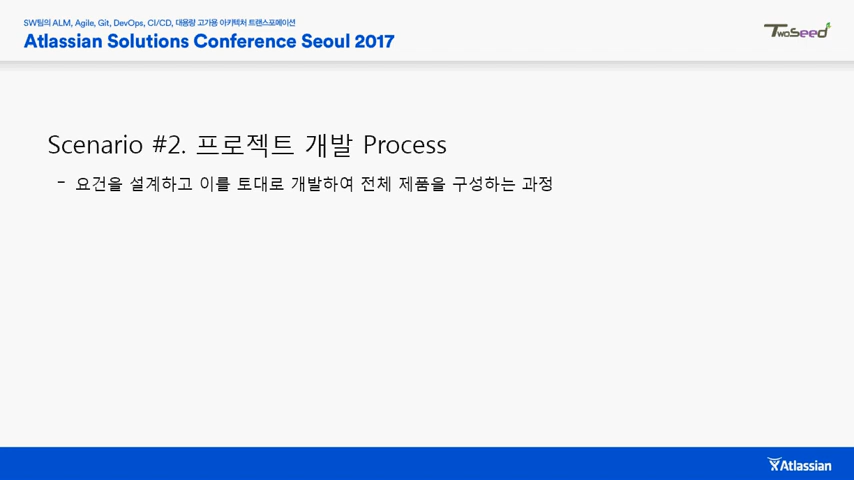 SW팀의 ALM, Agile, Git, DevOps, CI/CD, 대용량 고가용 아키텍처 트랜스포메이션
Atlassian Solutions Conference Seoul 2017
TwoSeed
Scenario #2. 프로젝트 개발 Process
- 요건을 설계하고 이를 토대로 개발하여 전체 제품을 구성하는 과정
Atlassian